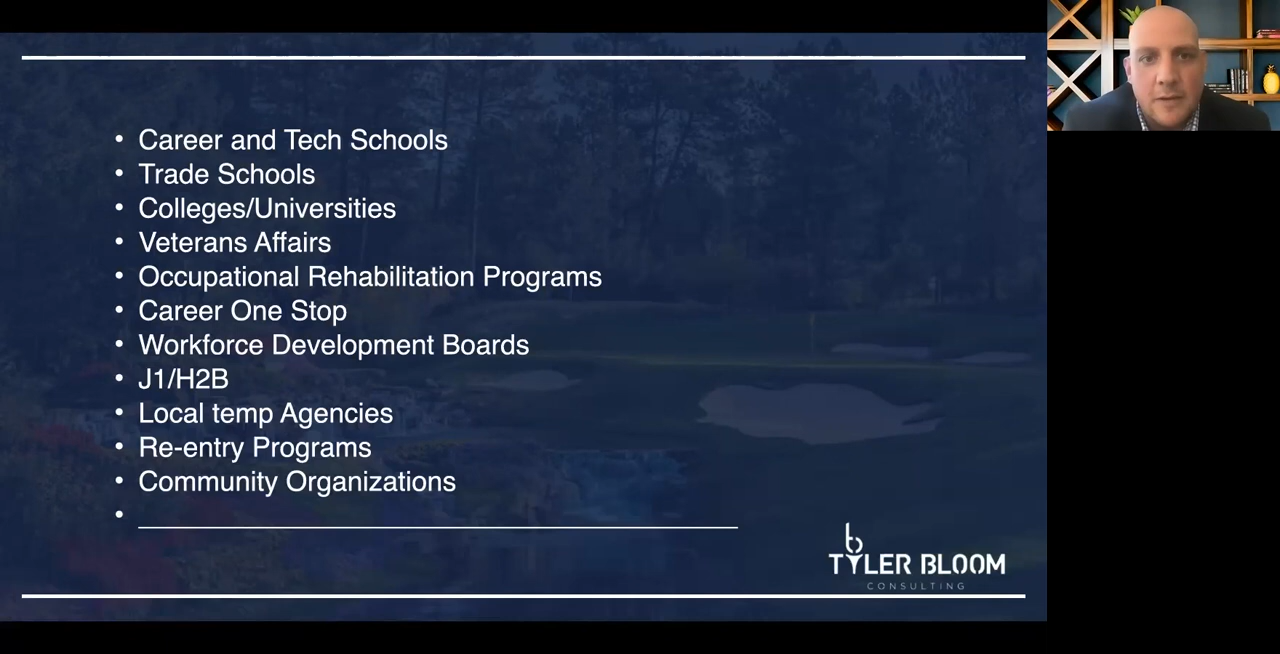 • Career and Tech Schools
• Trade Schools
• Colleges/Universities
• Veterans Affairs
• Occupational Rehabilitation Programs
• Career One Stop
• Workforce Development Boards
• J1/H2B
• Local temp Agencies
• Re-entry Programs
• Community Organizations
TYLER BLOOM
CONSULTING